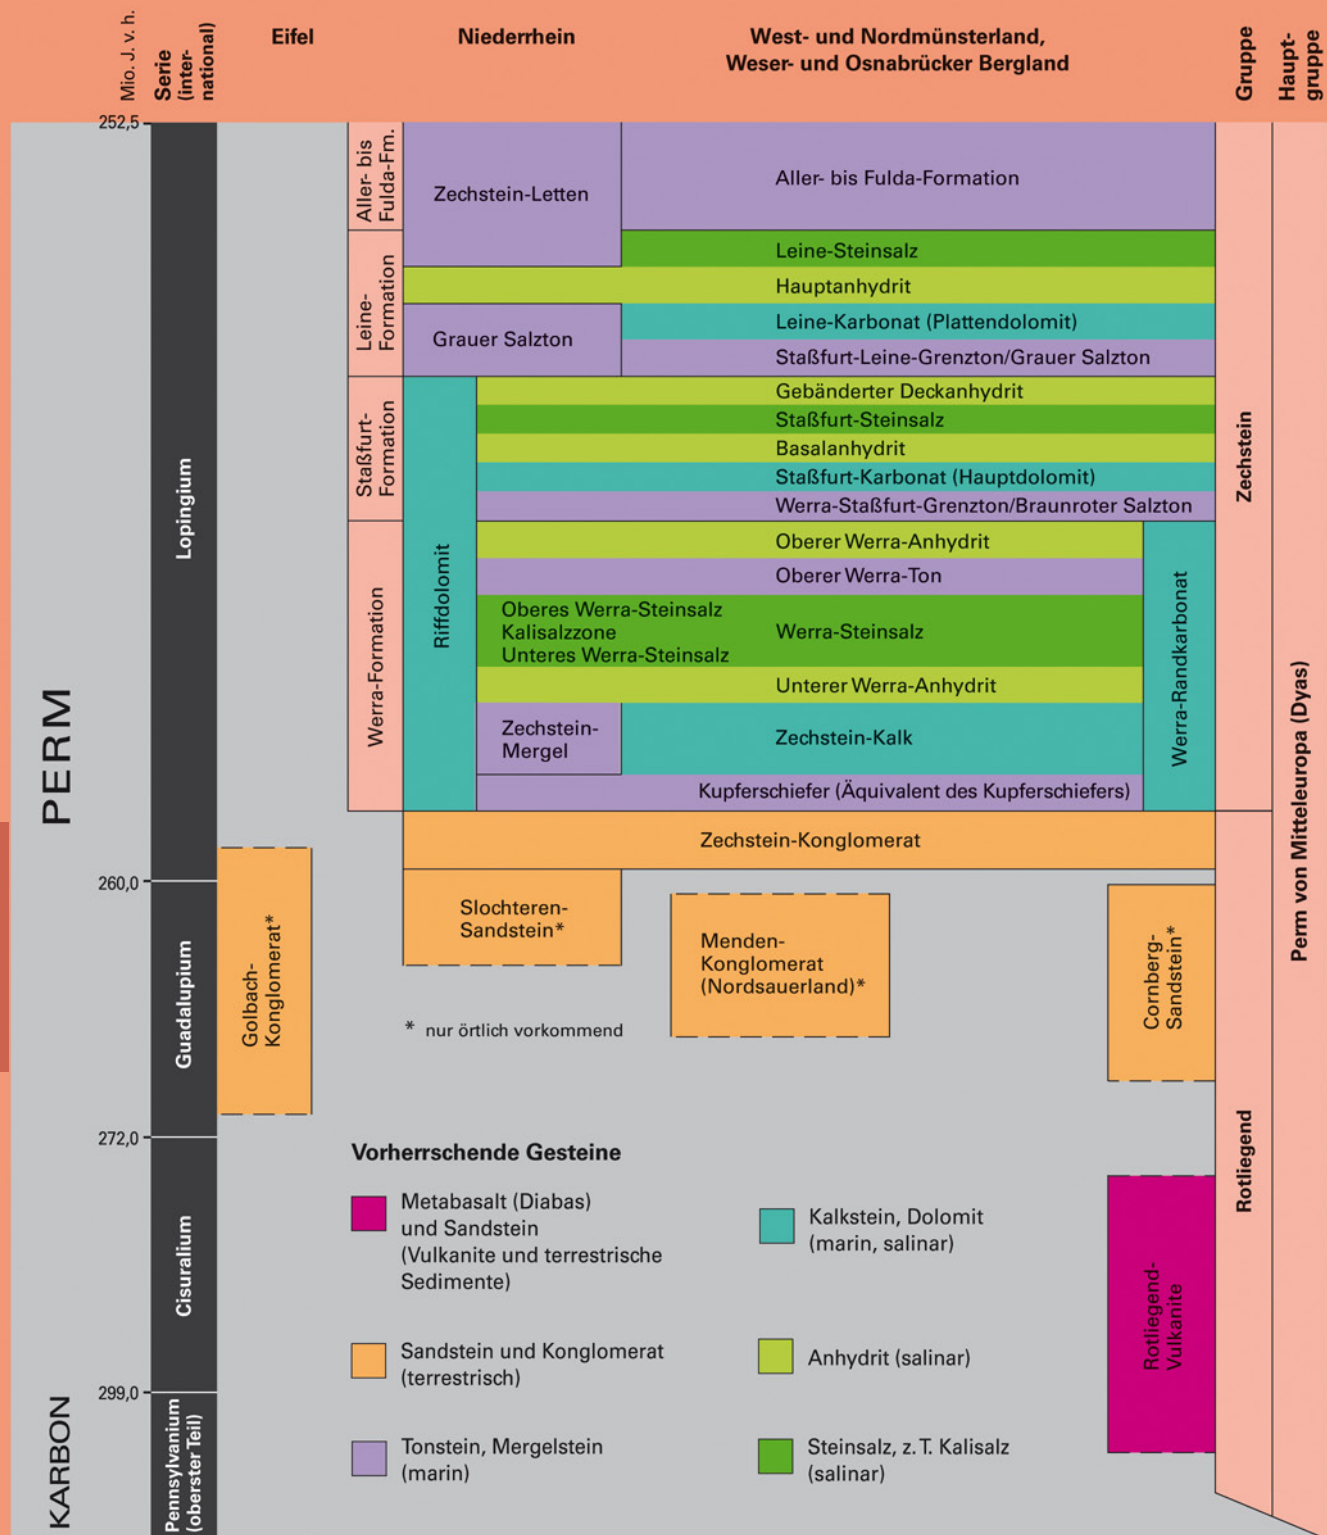 Mio. J. v. h.
Serie
(inter-
national)
Eifel
Niederrhein
West- und Nordmünsterland,
Weser- und Osnabrücker Bergland
Gruppe
Haupt-
gruppe
252,5
260,0
272,0
299,0
PERM
KARBON
Lopingium
Guadalupium
Cisuralium
Pennsylvanium
(oberster Teil)
Golbach-
Konglomerat*
Aller- bis
Fulda-Fm.
Leine-
Formation
Staßfurt-
Formation
Werra-Formation
Zechstein-Letten
Aller- bis Fulda-Formation
Leine-Steinsalz
Hauptanhydrit
Grauer Salzton
Leine-Karbonat (Plattendolomit)
Staßfurt-Leine-Grenzton/Grauer Salzton
Riffdolomit
Gebänderter Deckanhydrit
Staßfurt-Steinsalz
Basalanhydrit
Staßfurt-Karbonat (Hauptdolomit)
Werra-Staßfurt-Grenzton/Braunroter Salzton
Oberer Werra-Anhydrit
Oberer Werra-Ton
Oberes Werra-Steinsalz
Kalisalzzone
Unteres Werra-Steinsalz
Werra-Steinsalz
Unterer Werra-Anhydrit
Zechstein-
Mergel
Zechstein-Kalk
Kupferschiefer (Äquivalent des Kupferschiefers)
Werra-Randkarbonat
Zechstein-Konglomerat
Slochteren-
Sandstein*
Menden-
Konglomerat
(Nordsauerland)*
Cornberg-
Sandstein*
* nur örtlich vorkommend
Rotliegend-
Vulkanite
Zechstein
Rotliegend
Perm von Mitteleuropa (Dyas)
Vorherrschende Gesteine
Metabasalt (Diabas)
und Sandstein
(Vulkanite und terrestrische
Sedimente)
Sandstein und Konglomerat
(terrestrisch)
Tonstein, Mergelstein
(marin)
Kalkstein, Dolomit
(marin, salinar)
Anhydrit (salinar)
Steinsalz, z. T. Kalisalz
(salinar)